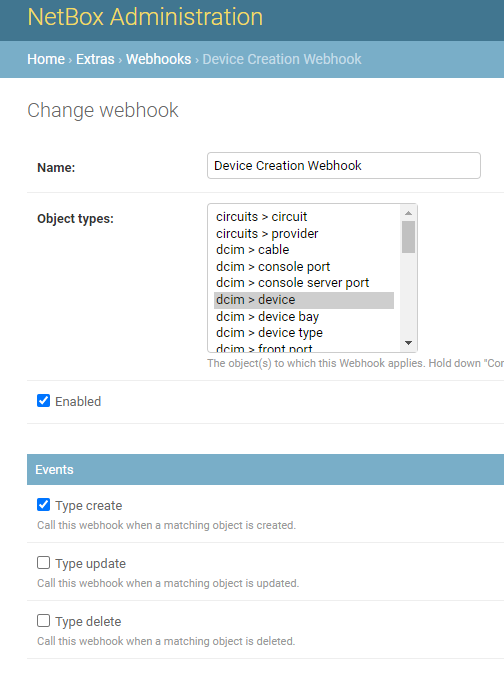 NetBox Administration
Home › Extras › Webhooks › Device Creation Webhook
Change webhook
Name:
Device Creation Webhook
Object types:
circuits > circuit
circuits > provider
dcim > cable
dcim > console port
dcim > console server port
dcim > device
dcim > device bay
dcim > device type
dcim > front port
The object(s) to which this Webhook applies. Hold down "Cor
Enabled
Events
Type create
Call this webhook when a matching object is created.
Type update
Call this webhook when a matching object is updated.
Type delete
Call this webhook when a matching object is deleted.